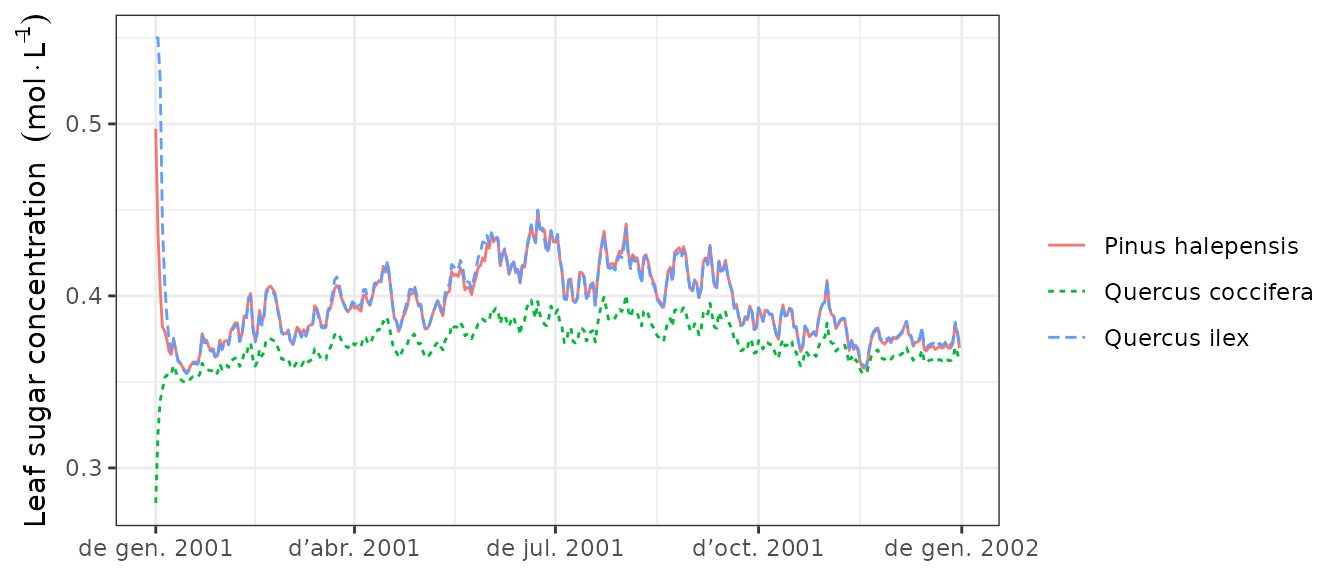 Leaf sugar concentration (mol·L⁻¹)
0.5
0.4
0.3
de gen. 2001 d’abr. 2001 de jul. 2001 d’oct. 2001 de gen. 2002
Pinus halepensis
Quercus coccifera
Quercus ilex